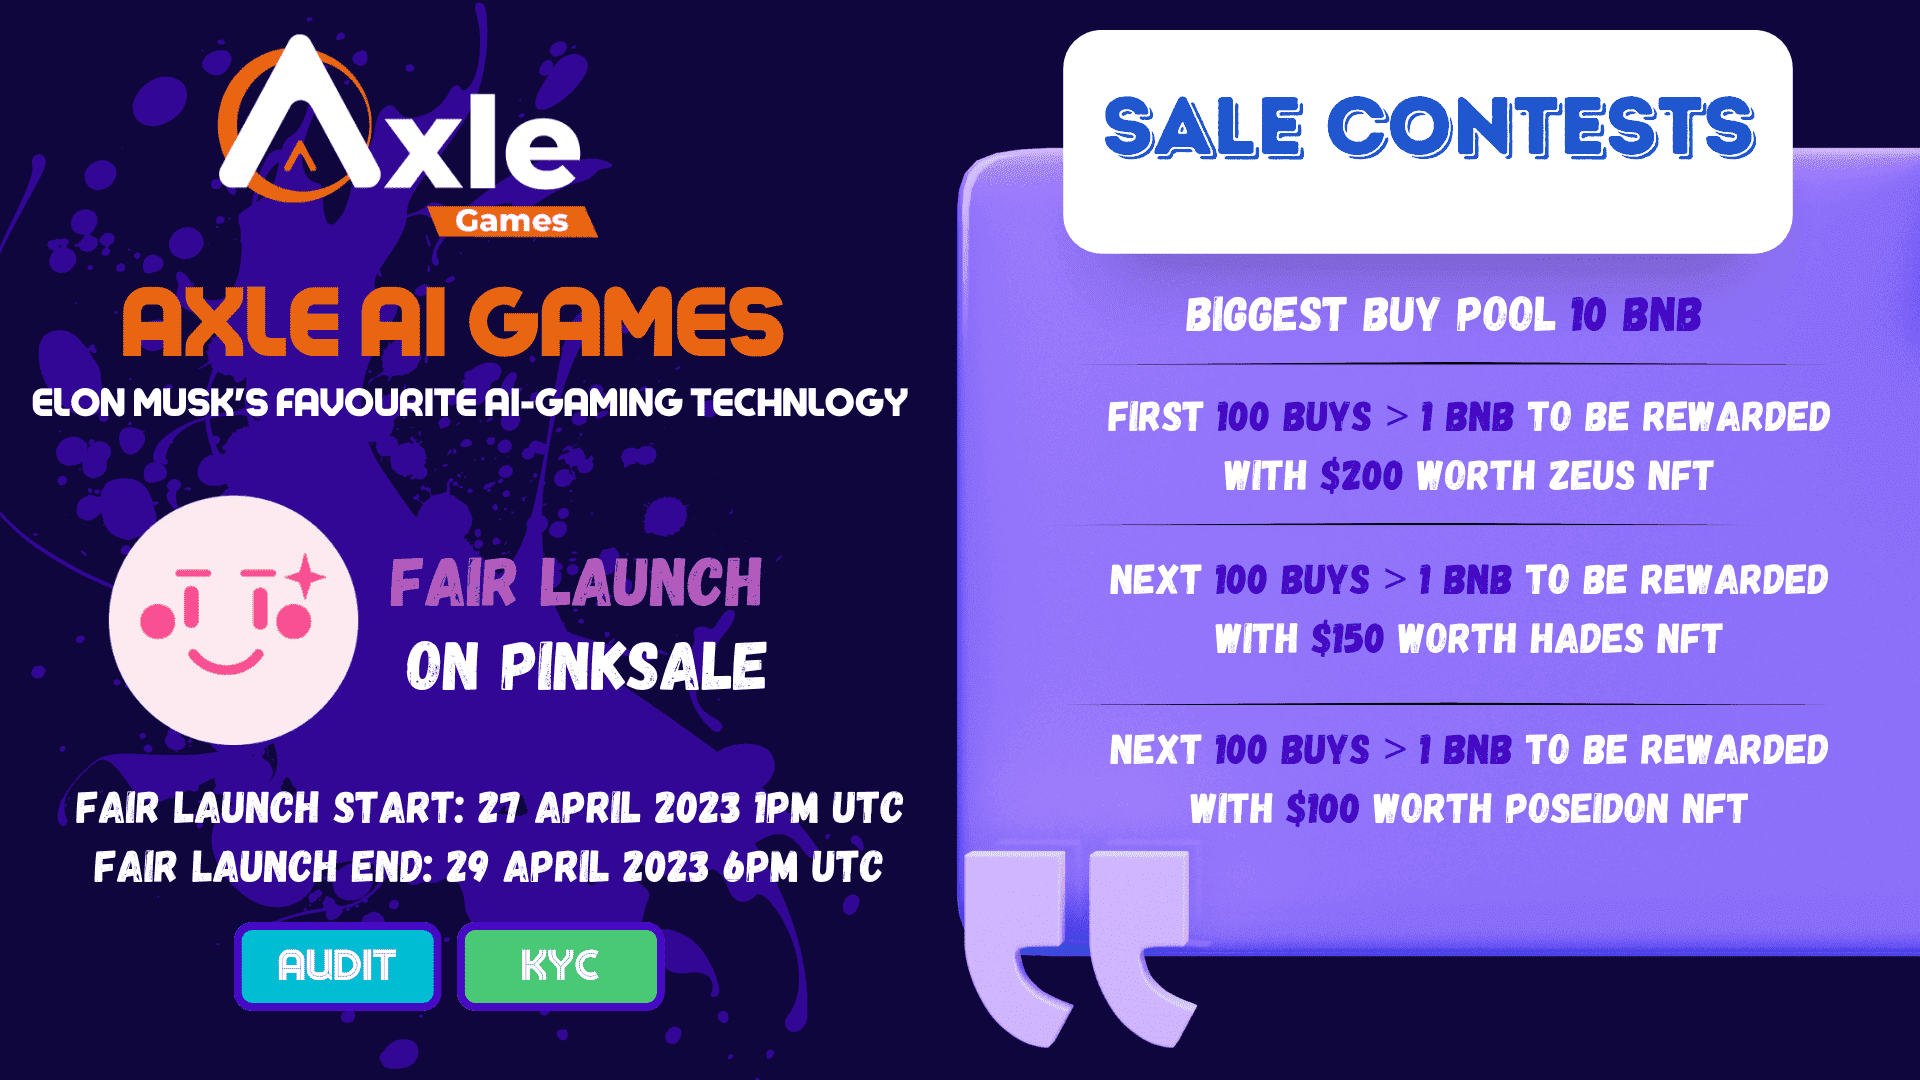 Axle
Games
AXLE AI GAMES
ELON MUSK'S FAVOURITE AI-GAMING TECHNLOGY
FAIR LAUNCH
ON PINKSALE
FAIR LAUNCH START: 27 APRIL 2023 1PM UTC
FAIR LAUNCH END: 29 APRIL 2023 6PM UTC
AUDIT
KYC
SALE CONTESTS
BIGGEST BUY POOL 10 BNB
FIRST 100 BUYS > 1 BNB TO BE REWARDED
WITH $200 WORTH ZEUS NFT
NEXT 100 BUYS > 1 BNB TO BE REWARDED
WITH $150 WORTH HADES NFT
NEXT 100 BUYS > 1 BNB TO BE REWARDED
WITH $100 WORTH POSEIDON NFT